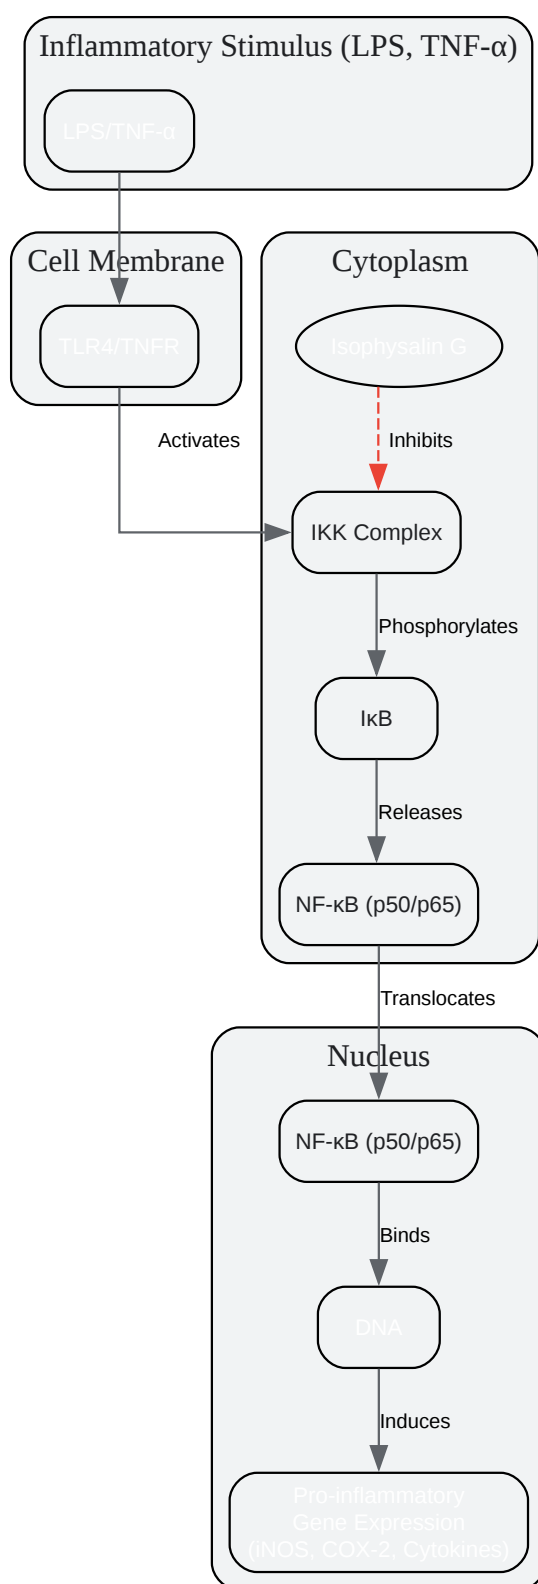 Inflammatory Stimulus (LPS, TNF-α)
LPS/TNF-α
Cell Membrane
TLR4/TNFR
Cytoplasm
Isophysalin G
Activates
Inhibits
IKK Complex
Phosphorylates
IκB
Releases
NF-κB (p50/p65)
Translocates
Nucleus
NF-κB (p50/p65)
Binds
DNA
Induces
Pro-inflammatory
Gene Expression
(iNOS, COX-2, Cytokines)